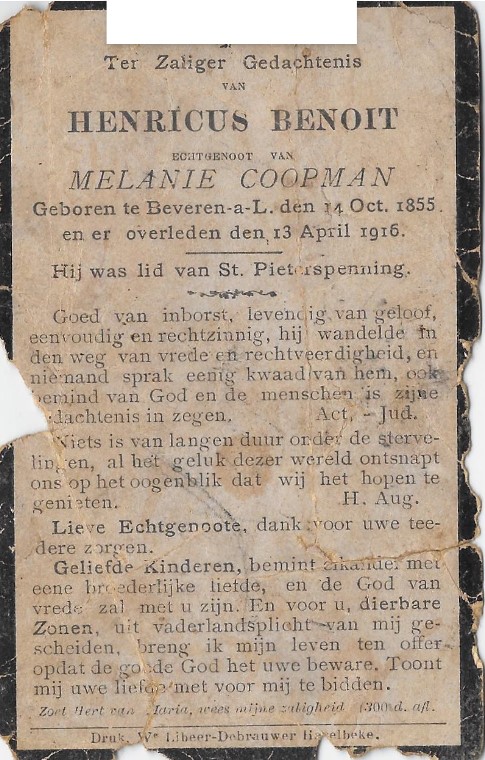 Ter Zaliger Gedachtenis
VAN
HENRICUS BENOIT
ECHTGENOOT VAN
MELANIE COOPMAN
Geboren te Beveren-a-L. den 14 Oct. 1855
en er overleden den 13 April 1916.
Hij was lid van St. Pieterspenning.
Goed van inborst, levendig van geloof,
eenvoudig en rechtzinnig, hij wandelde in
den weg van vrede en rechtveerdigheid, en
niemand sprak eenig kwaad van hem, ook
bemind van God en de menschen is zijne
gedachtenis in zegen. Act, - Jud.
Niets is van langen duur onder de sterve-
lingen, al het geluk dezer wereld ontsnapt
ons op het oogenblik dat wij het hopen te
genieten. H. Aug.
Lieve Echtgenoote, dank voor uwe tee-
dere zorgen.
Geliefde Kinderen, bemint elkander met
eene broederlijke liefde, en de God van
vrede zal met u zijn. En voor u, dierbare
Zonen, uit vaderlandsplicht van mij ge-
scheiden, breng ik mijn leven ten offer
opdat de goede God het uwe beware. Toont
mij uwe liefde met voor mij te bidden.
Zoet Hert van Maria, wees mijne zaligheid (300 d. afl.
Druk. We Libeer-Debrauwer Harelbeke.